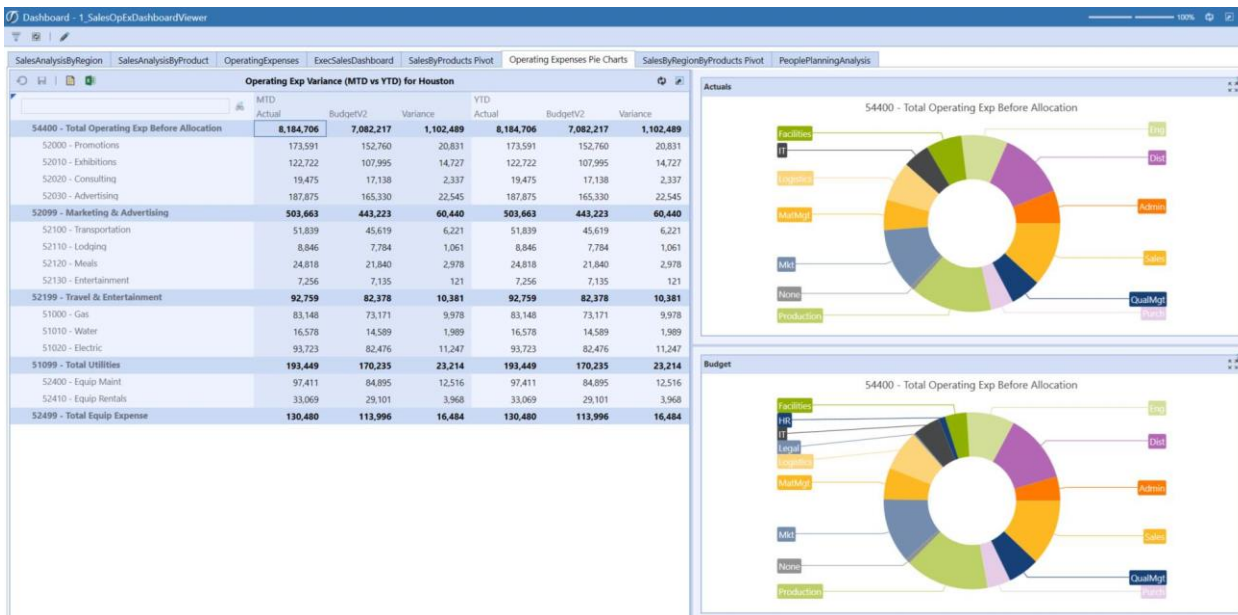 Dashboard - 1_SalesOpExDashboardViewer
100%
SalesAnalysisByRegion SalesAnalysisByProduct OperatingExpenses ExecSalesDashboard SalesByProducts Pivot Operating Expenses Pie Charts SalesByRegionByProducts Pivot PeoplePlanningAnalysis
Operating Exp Variance (MTD vs YTD) for Houston
MTD YTD
Actual BudgetV2 Variance Actual BudgetV2 Variance
54400 - Total Operating Exp Before Allocation 8,184,706 7,082,217 1,102,489 8,184,706 7,082,217 1,102,489
52000 - Promotions 173,591 152,760 20,831 173,591 152,760 20,831
52010 - Exhibitions 122,722 107,995 14,727 122,722 107,995 14,727
52020 - Consulting 19,475 17,138 2,337 19,475 17,138 2,337
52030 - Advertising 187,875 165,330 22,545 187,875 165,330 22,545
52099 - Marketing & Advertising 503,663 443,223 60,440 503,663 443,223 60,440
52100 - Transportation 51,839 45,619 6,221 51,839 45,619 6,221
52110 - Lodging 8,846 7,784 1,061 8,846 7,784 1,061
52120 - Meals 24,818 21,840 2,978 24,818 21,840 2,978
52130 - Entertainment 7,256 7,135 121 7,256 7,135 121
52199 - Travel & Entertainment 92,759 82,378 10,381 92,759 82,378 10,381
51000 - Gas 83,148 73,171 9,978 83,148 73,171 9,978
51010 - Water 16,578 14,589 1,989 16,578 14,589 1,989
51020 - Electric 93,723 82,476 11,247 93,723 82,476 11,247
51099 - Total Utilities 193,449 170,235 23,214 193,449 170,235 23,214
52400 - Equip Maint 97,411 84,895 12,516 97,411 84,895 12,516
52410 - Equip Rentals 33,069 29,101 3,968 33,069 29,101 3,968
52499 - Total Equip Expense 130,480 113,996 16,484 130,480 113,996 16,484
Actuals
54400 - Total Operating Exp Before Allocation
Facilities
IT
Logistics
MatMgt
Mkt
None
Production
Eng
Dist
Admin
Sales
QualMgt
Purch
Budget
54400 - Total Operating Exp Before Allocation
Facilities
HR
IT
Legal
Logistics
MatMgt
Mkt
None
Production
Eng
Dist
Admin
Sales
QualMgt
Purch